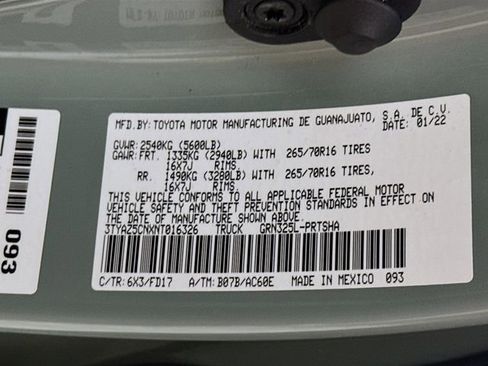 MFD.BY: TOYOTA MOTOR MANUFACTURING DE GUANAJUATO, S.A. DE C.V.
DATE: 01/22
GVWR: 2540KG (5600LB)
GAWR: FRT. 1335KG (2940LB) WITH 265/70R16 TIRES
16X7J RIMS
RR. 1490KG (3280LB) WITH 265/70R16 TIRES,
16X7J RIMS
THIS VEHICLE CONFORMS TO ALL APPLICABLE FEDERAL MOTOR
VEHICLE SAFETY AND THEFT PREVENTION STANDARDS IN EFFECT ON
THE DATE OF MANUFACTURE SHOWN ABOVE.
3TYAZ5CNXNT016326 TRUCK GRN325L-PRTSHA
C/TR: 6X3/FD17 A/TM: B07B/AC60E MADE IN MEXICO 093
093